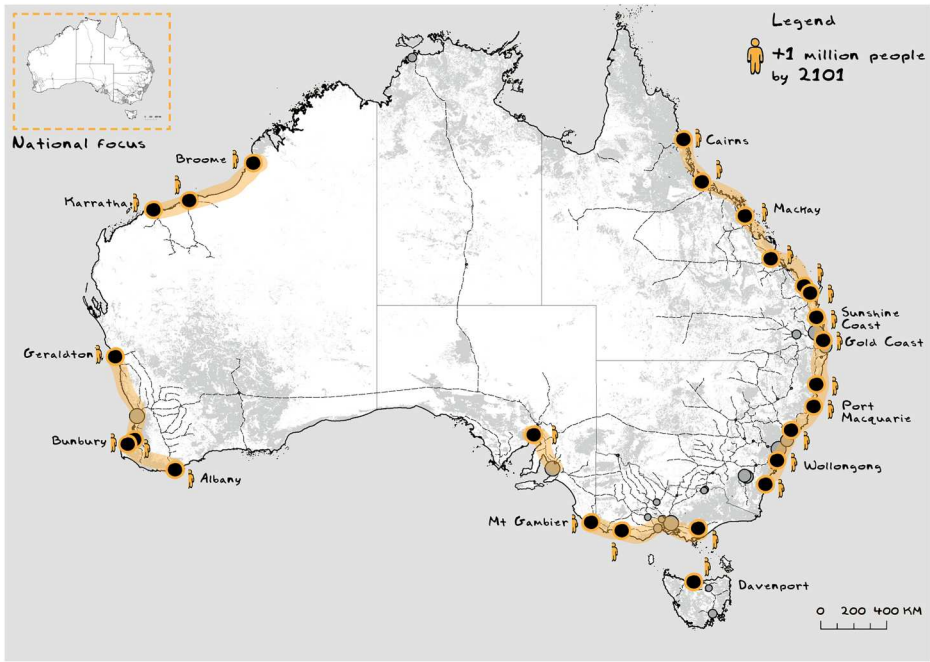 Legend
+1 million people
by 2101
National focus
Broome
Karratha
Cairns
Mackay
Sunshine
Coast
Gold Coast
Geraldton
Port
Macquarie
Bunbury
Wollongong
Albany
Mt Gambier
Davenport
0 200 400 KM